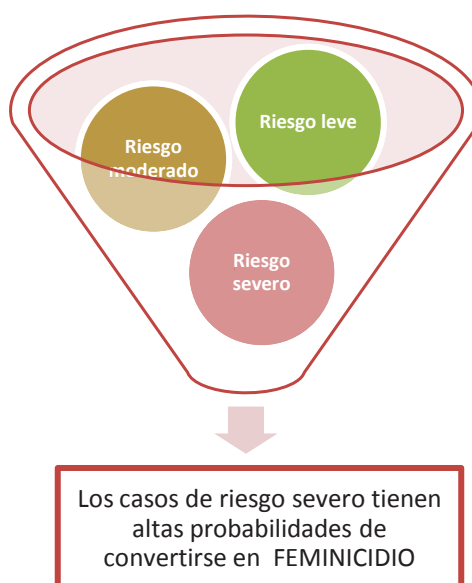 Riesgo leve
Riesgo
moderado
Riesgo
severo
Los casos de riesgo severo tienen
altas probabilidades de
convertirse en FEMINICIDIO